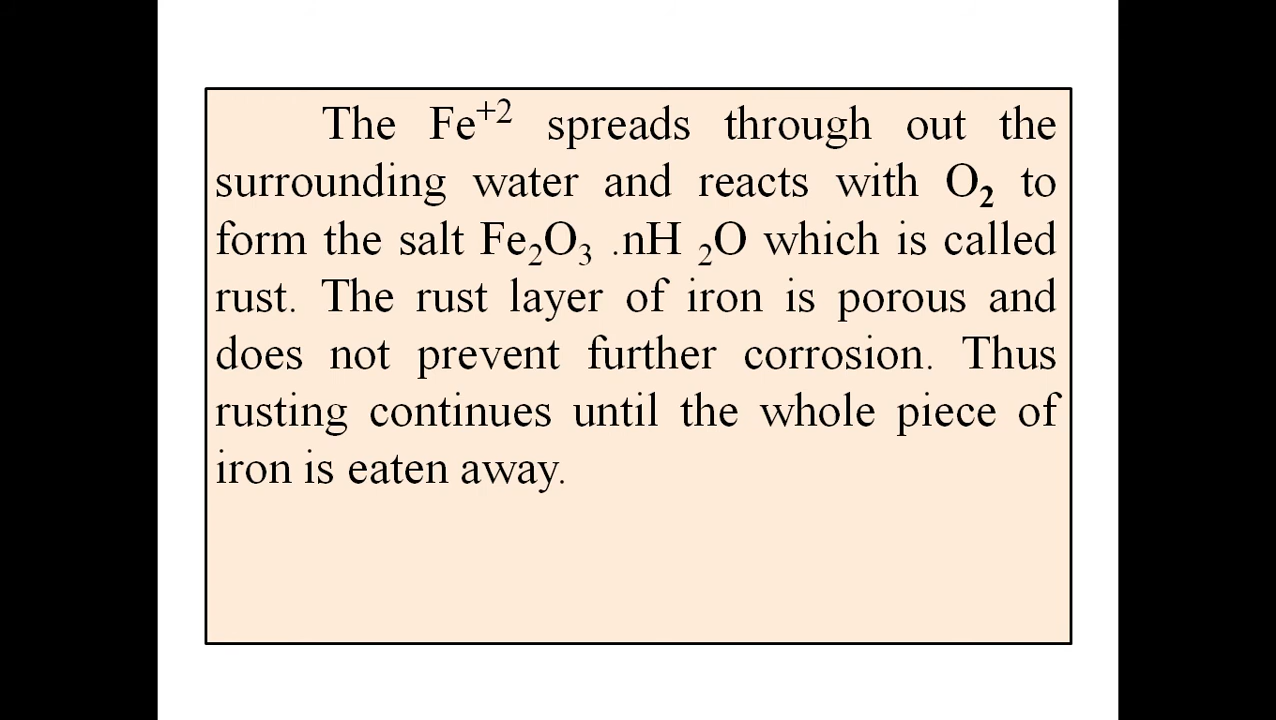 The Fe⁺² spreads through out the
surrounding water and reacts with O₂ to
form the salt Fe₂O₃ .nH ₂O which is called
rust. The rust layer of iron is porous and
does not prevent further corrosion. Thus
rusting continues until the whole piece of
iron is eaten away.